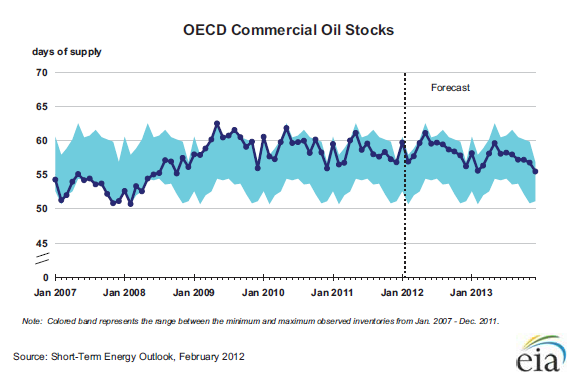 OECD Commercial Oil Stocks
days of supply
70
Forecast
65
60
55
50
45
0
Jan 2007 Jan 2008 Jan 2009 Jan 2010 Jan 2011 Jan 2012 Jan 2013
Note: Colored band represents the range between the minimum and maximum observed inventories from Jan. 2007 - Dec. 2011.
Source: Short-Term Energy Outlook, February 2012
eia